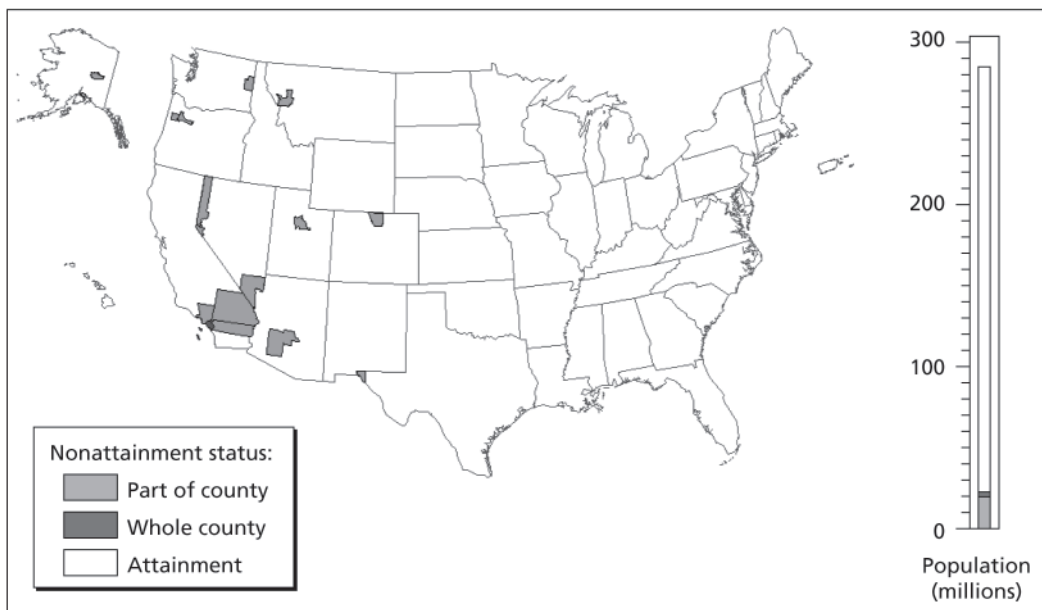 Nonattainment status:
Part of county
Whole county
Attainment
300
200
100
0
Population
(millions)